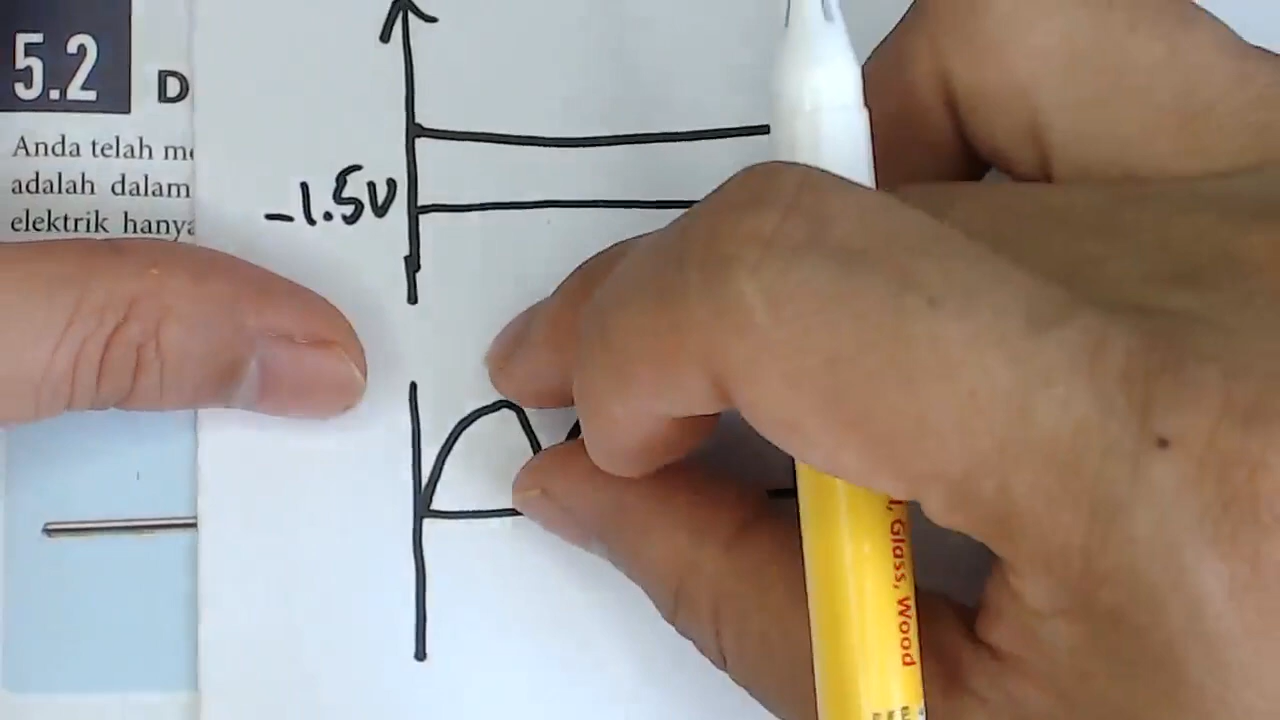 5.2 D
Anda telah me
adalah dalam
elektrik hanya
-1.5V
, Glass, Wood